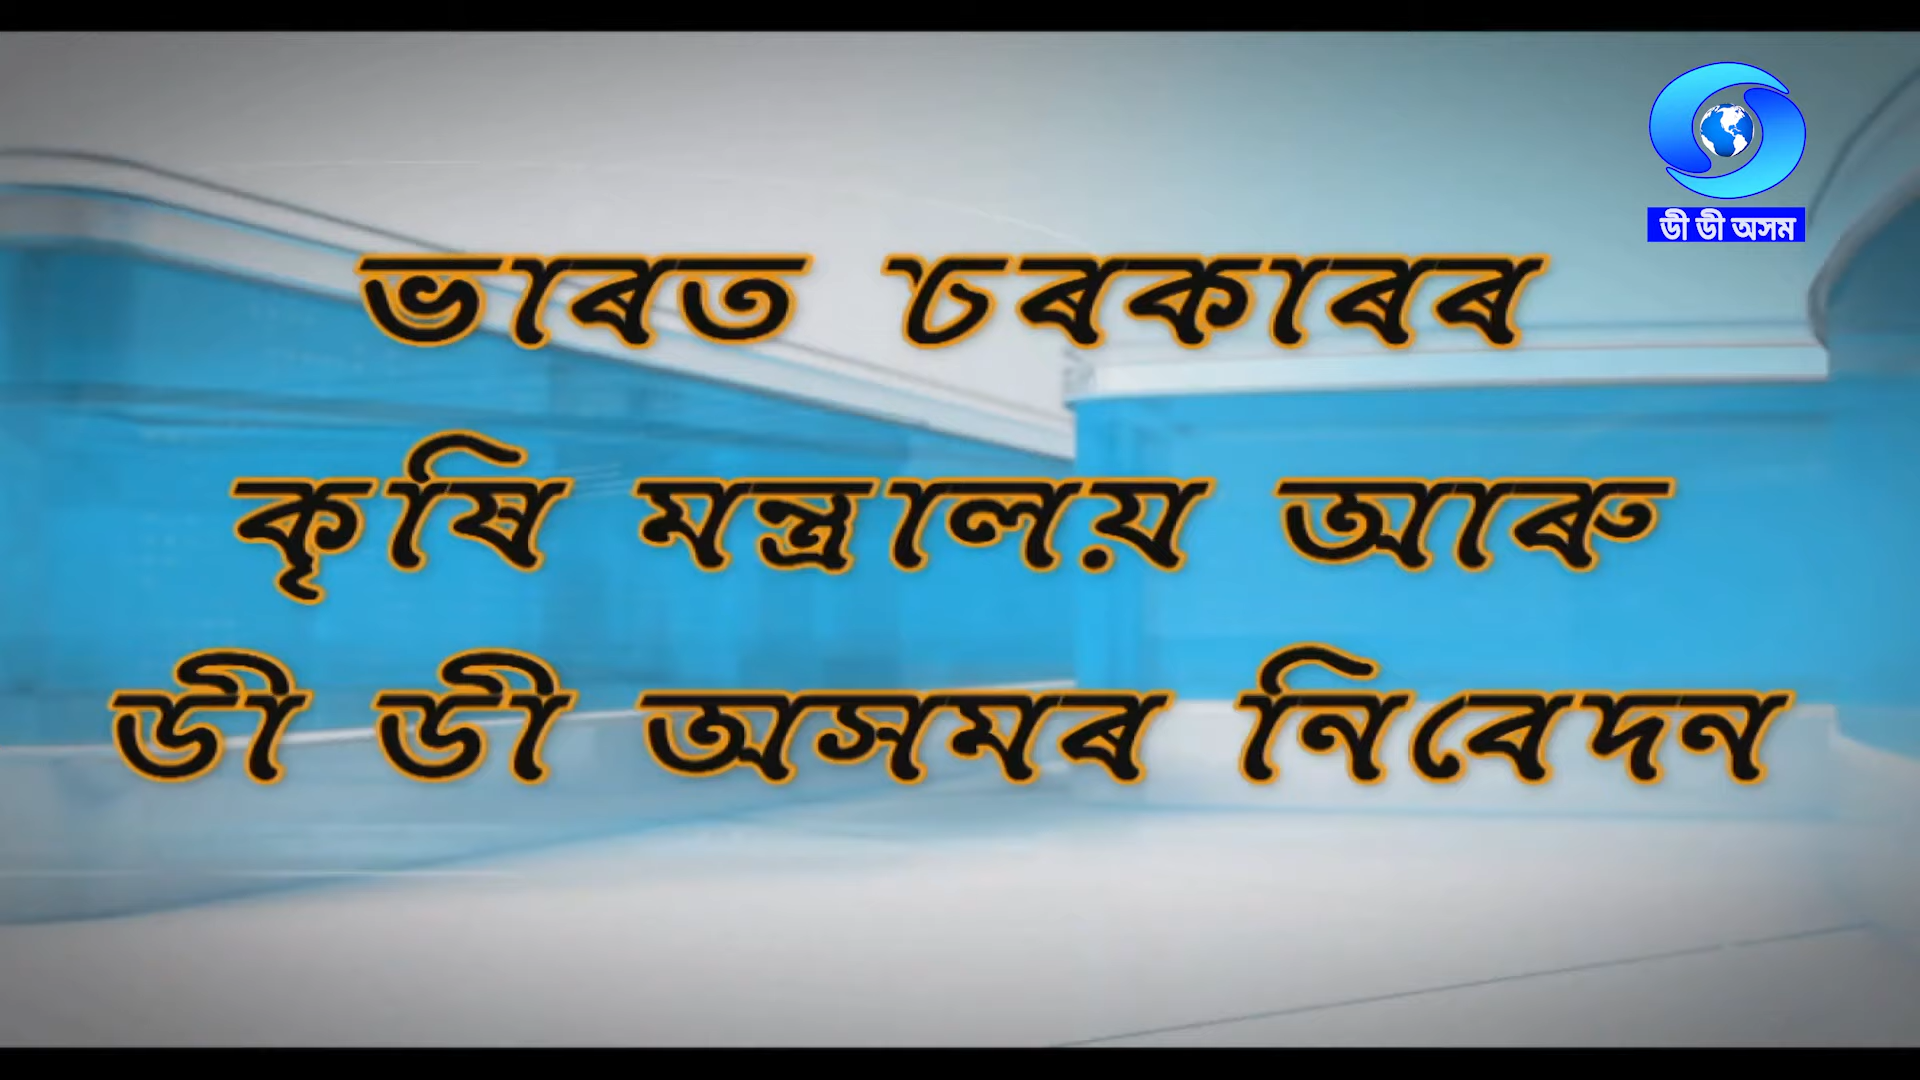 ডী ডী অসম
ভাৰত চৰকাৰৰ
কৃষি মন্ত্ৰালয় আৰু
ডী ডী অসমৰ নিবেদন